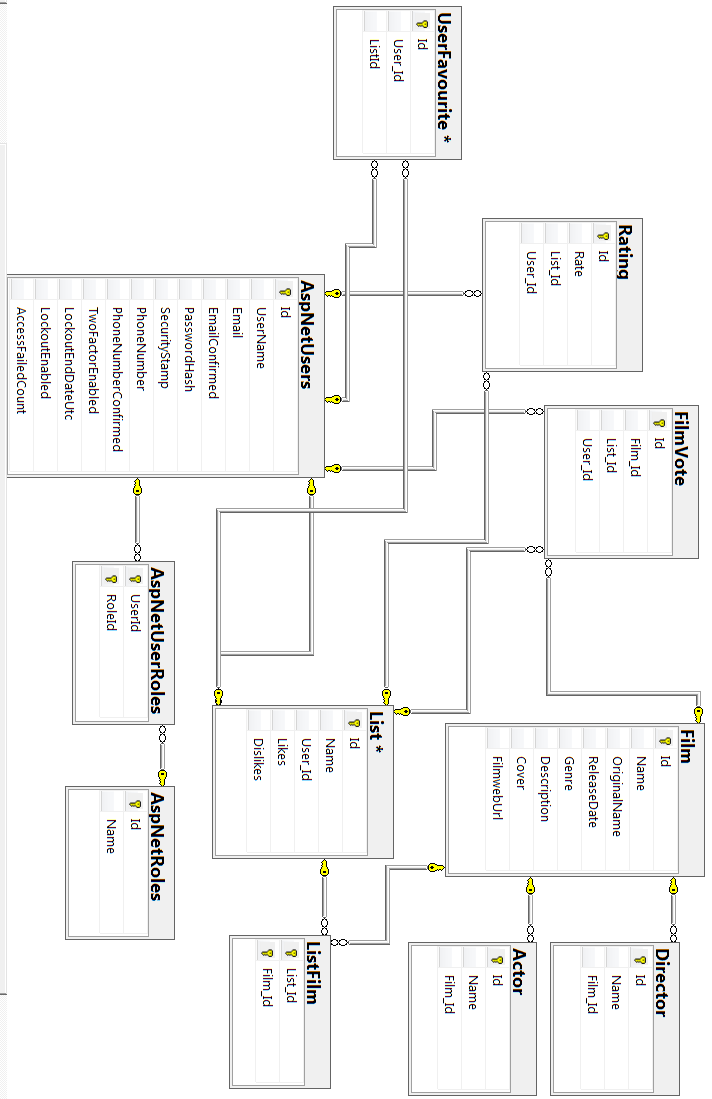 UserFavourite *
Id
User_Id
ListId
Rating
Id
Rate
List_Id
User_Id
FilmVote
Id
Film_Id
List_Id
User_Id
AspNetUsers
Id
UserName
Email
EmailConfirmed
PasswordHash
SecurityStamp
PhoneNumber
PhoneNumberConfirmed
TwoFactorEnabled
LockoutEndDateUtc
LockoutEnabled
AccessFailedCount
AspNetUserRoles
UserId
RoleId
AspNetRoles
Id
Name
List *
Id
Name
User_Id
Likes
Dislikes
Film
Id
Name
OriginalName
ReleaseDate
Genre
Description
Cover
FilmwebUrl
ListFilm
List_Id
Film_Id
Actor
Id
Name
Film_Id
Director
Id
Name
Film_Id